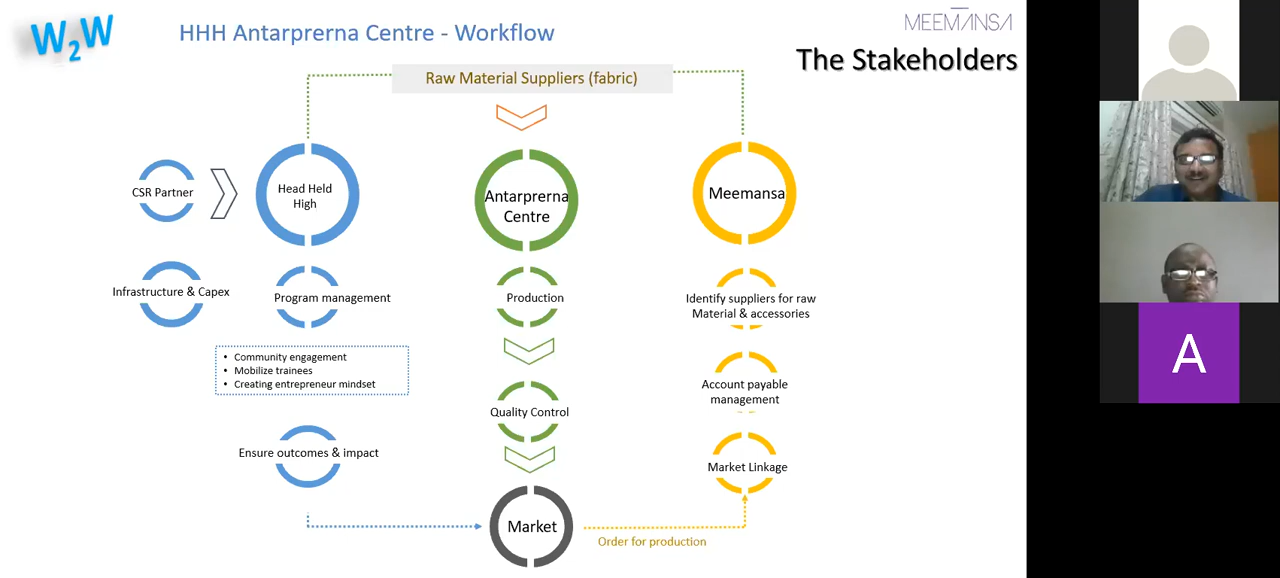 W2W
HHH Antarprerna Centre - Workflow
MEEMANSA
The Stakeholders
Raw Material Suppliers (fabric)
CSR Partner
Head Held
High
Antarprerna
Centre
Meemansa
Infrastructure & Capex
Program management
Production
Identify suppliers for raw
Material & accessories
• Community engagement
• Mobilize trainees
• Creating entrepreneur mindset
Account payable
management
Quality Control
Ensure outcomes & impact
Market Linkage
Market
Order for production
A